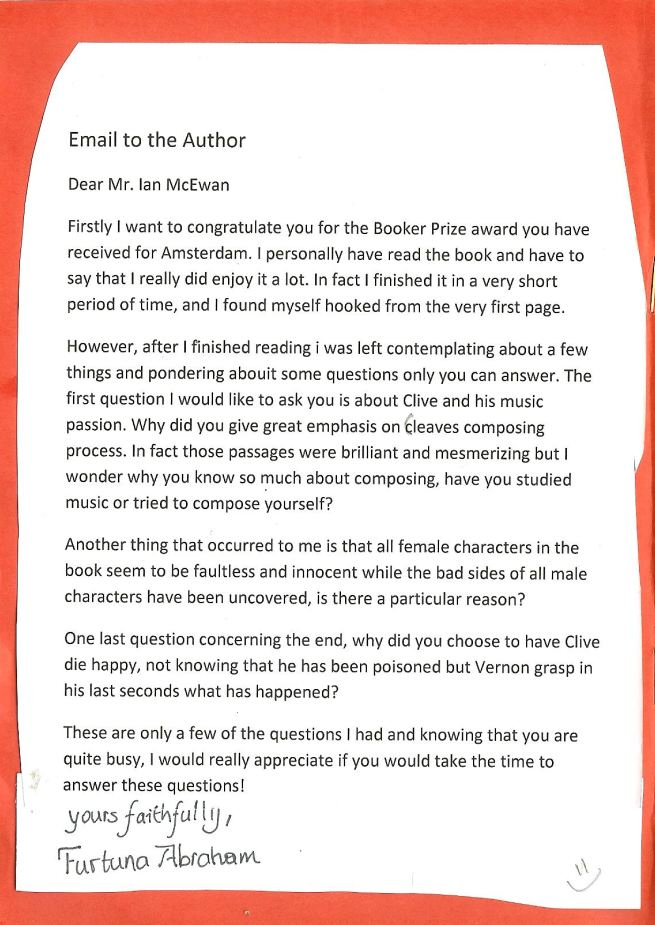 Email to the Author
Dear Mr. Ian McEwan
Firstly I want to congratulate you for the Booker Prize award you have
received for Amsterdam. I personally have read the book and have to
say that I really did enjoy it a lot. In fact I finished it in a very short
period of time, and I found myself hooked from the very first page.
However, after I finished reading i was left contemplating about a few
things and pondering abouit some questions only you can answer. The
first question I would like to ask you is about Clive and his music
passion. Why did you give great emphasis on Cleaves composing
process. In fact those passages were brilliant and mesmerizing but I
wonder why you know so much about composing, have you studied
music or tried to compose yourself?
Another thing that occurred to me is that all female characters in the
book seem to be faultless and innocent while the bad sides of all male
characters have been uncovered, is there a particular reason?
One last question concerning the end, why did you choose to have Clive
die happy, not knowing that he has been poisoned but Vernon grasp in
his last seconds what has happened?
These are only a few of the questions I had and knowing that you are
quite busy, I would really appreciate if you would take the time to
answer these questions!
yours faithfully,
Furtuna Abraham